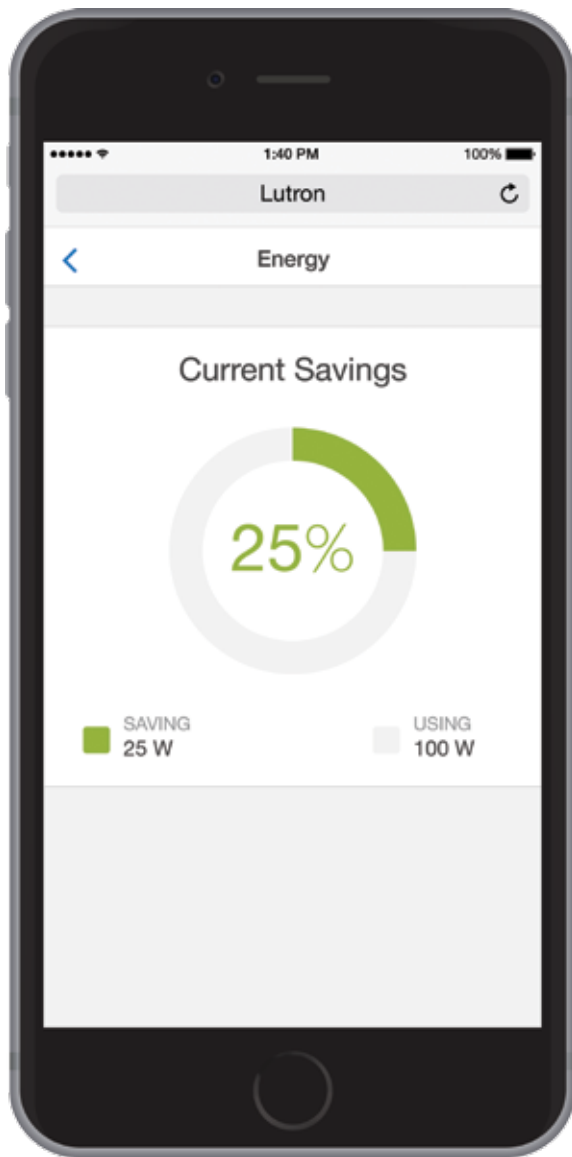 1:40 PM 100%
Lutron
Energy
Current Savings
25%
SAVING USING
25 W 100 W